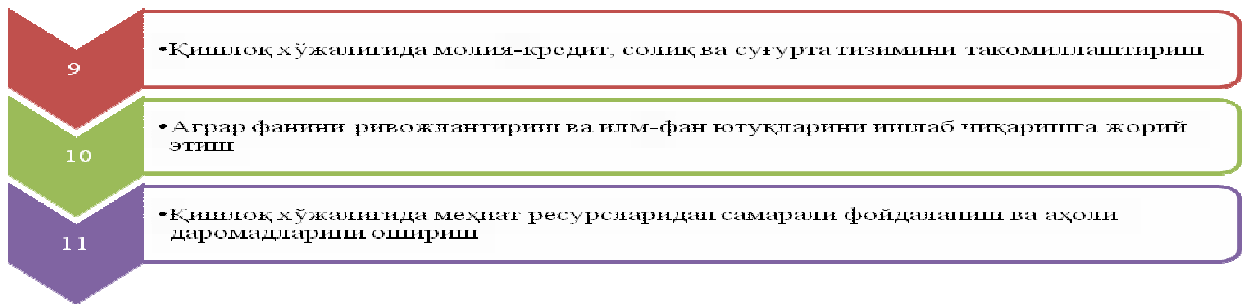 9
•Қишлоқ хўжалигида молия-кредит, солиқ ва суғурта тизимини такомиллаштириш
10
•Аграр фанини ривожлантириш ва илм-фан ютуқларини ишлаб чиқаришга жорий
этиш
11
•Қишлоқ хўжалигида меҳнат ресурсларидан самарали фойдаланиш ва аҳоли
даромадларини ошириш